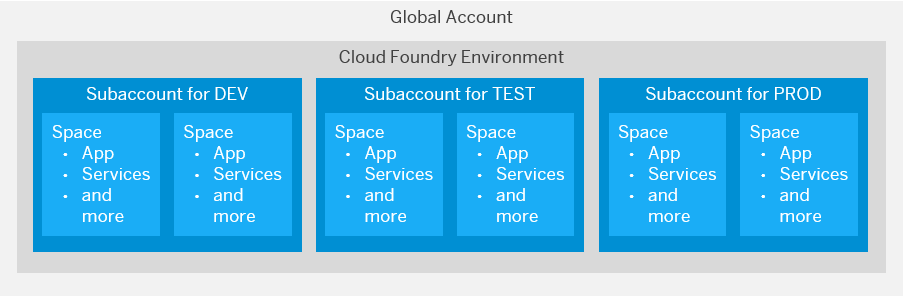 Global Account
Cloud Foundry Environment
Subaccount for DEV
Space
• App
• Services
• and
more
Space
• App
• Services
• and
more
Subaccount for TEST
Space
• App
• Services
• and
more
Space
• App
• Services
• and
more
Subaccount for PROD
Space
• App
• Services
• and
more
Space
• App
• Services
• and
more